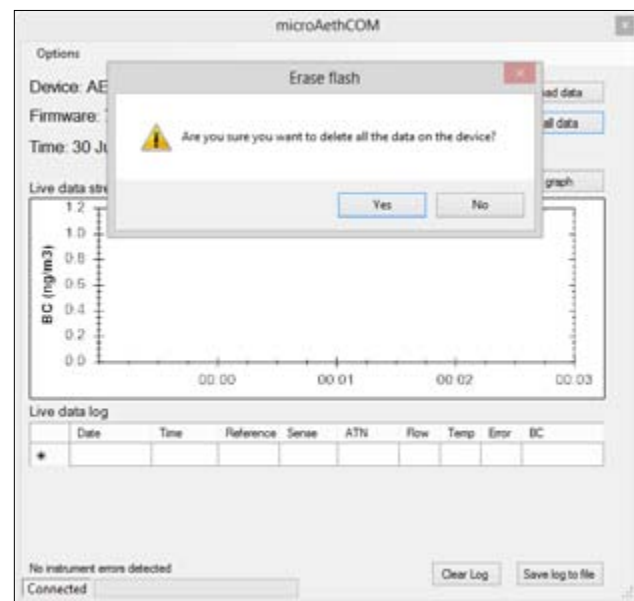 microAethCOM
Options
Erase flash
Device: AE
ad data
Firmware:
all data
Are you sure you want to delete all the data on the device?
Time: 30 Ju
Yes
No
Live data stre
graph
1.2
1.0
0.8
0.6
0.4
0.2
0.0
BC (ng/m3)
00:00 00:01 00:02 00:03
Live data log
Date Time Reference Sense ATN Flow Temp Error BC
No instrument errors detected
Clear Log Save log to file
Connected